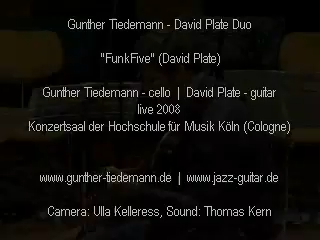 Gunther Tiedemann - David Plate Duo
"FunkFive" (David Plate)
Gunther Tiedemann - cello | David Plate - guitar
live 2008
Konzertsaal der Hochschule für Musik Köln (Cologne)
www.gunther-tiedemann.de | www.jazz-guitar.de
Camera: Ulla Kelleress, Sound: Thomas Kern